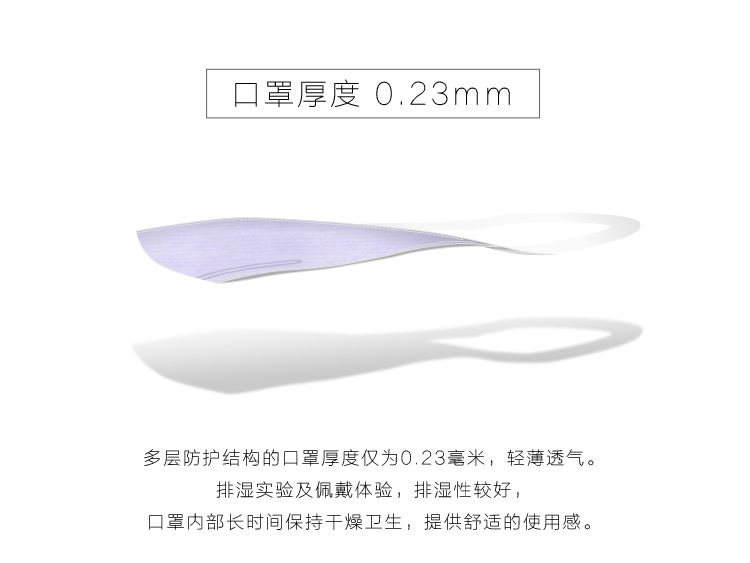 口罩厚度 0.23mm
多层防护结构的口罩厚度仅为0.23毫米，轻薄透气。
排湿实验及佩戴体验，排湿性较好，
口罩内部长时间保持干燥卫生，提供舒适的使用感。